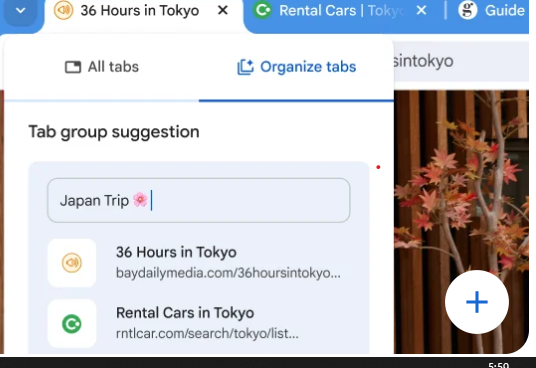 36 Hours in Tokyo
Rental Cars | Tokyo
Guide
All tabs
Organize tabs
sintokyo
Tab group suggestion
Japan Trip 🌸
36 Hours in Tokyo
baydailymedia.com/36hoursintokyo...
Rental Cars in Tokyo
rntlcar.com/search/tokyo/list...
5:50